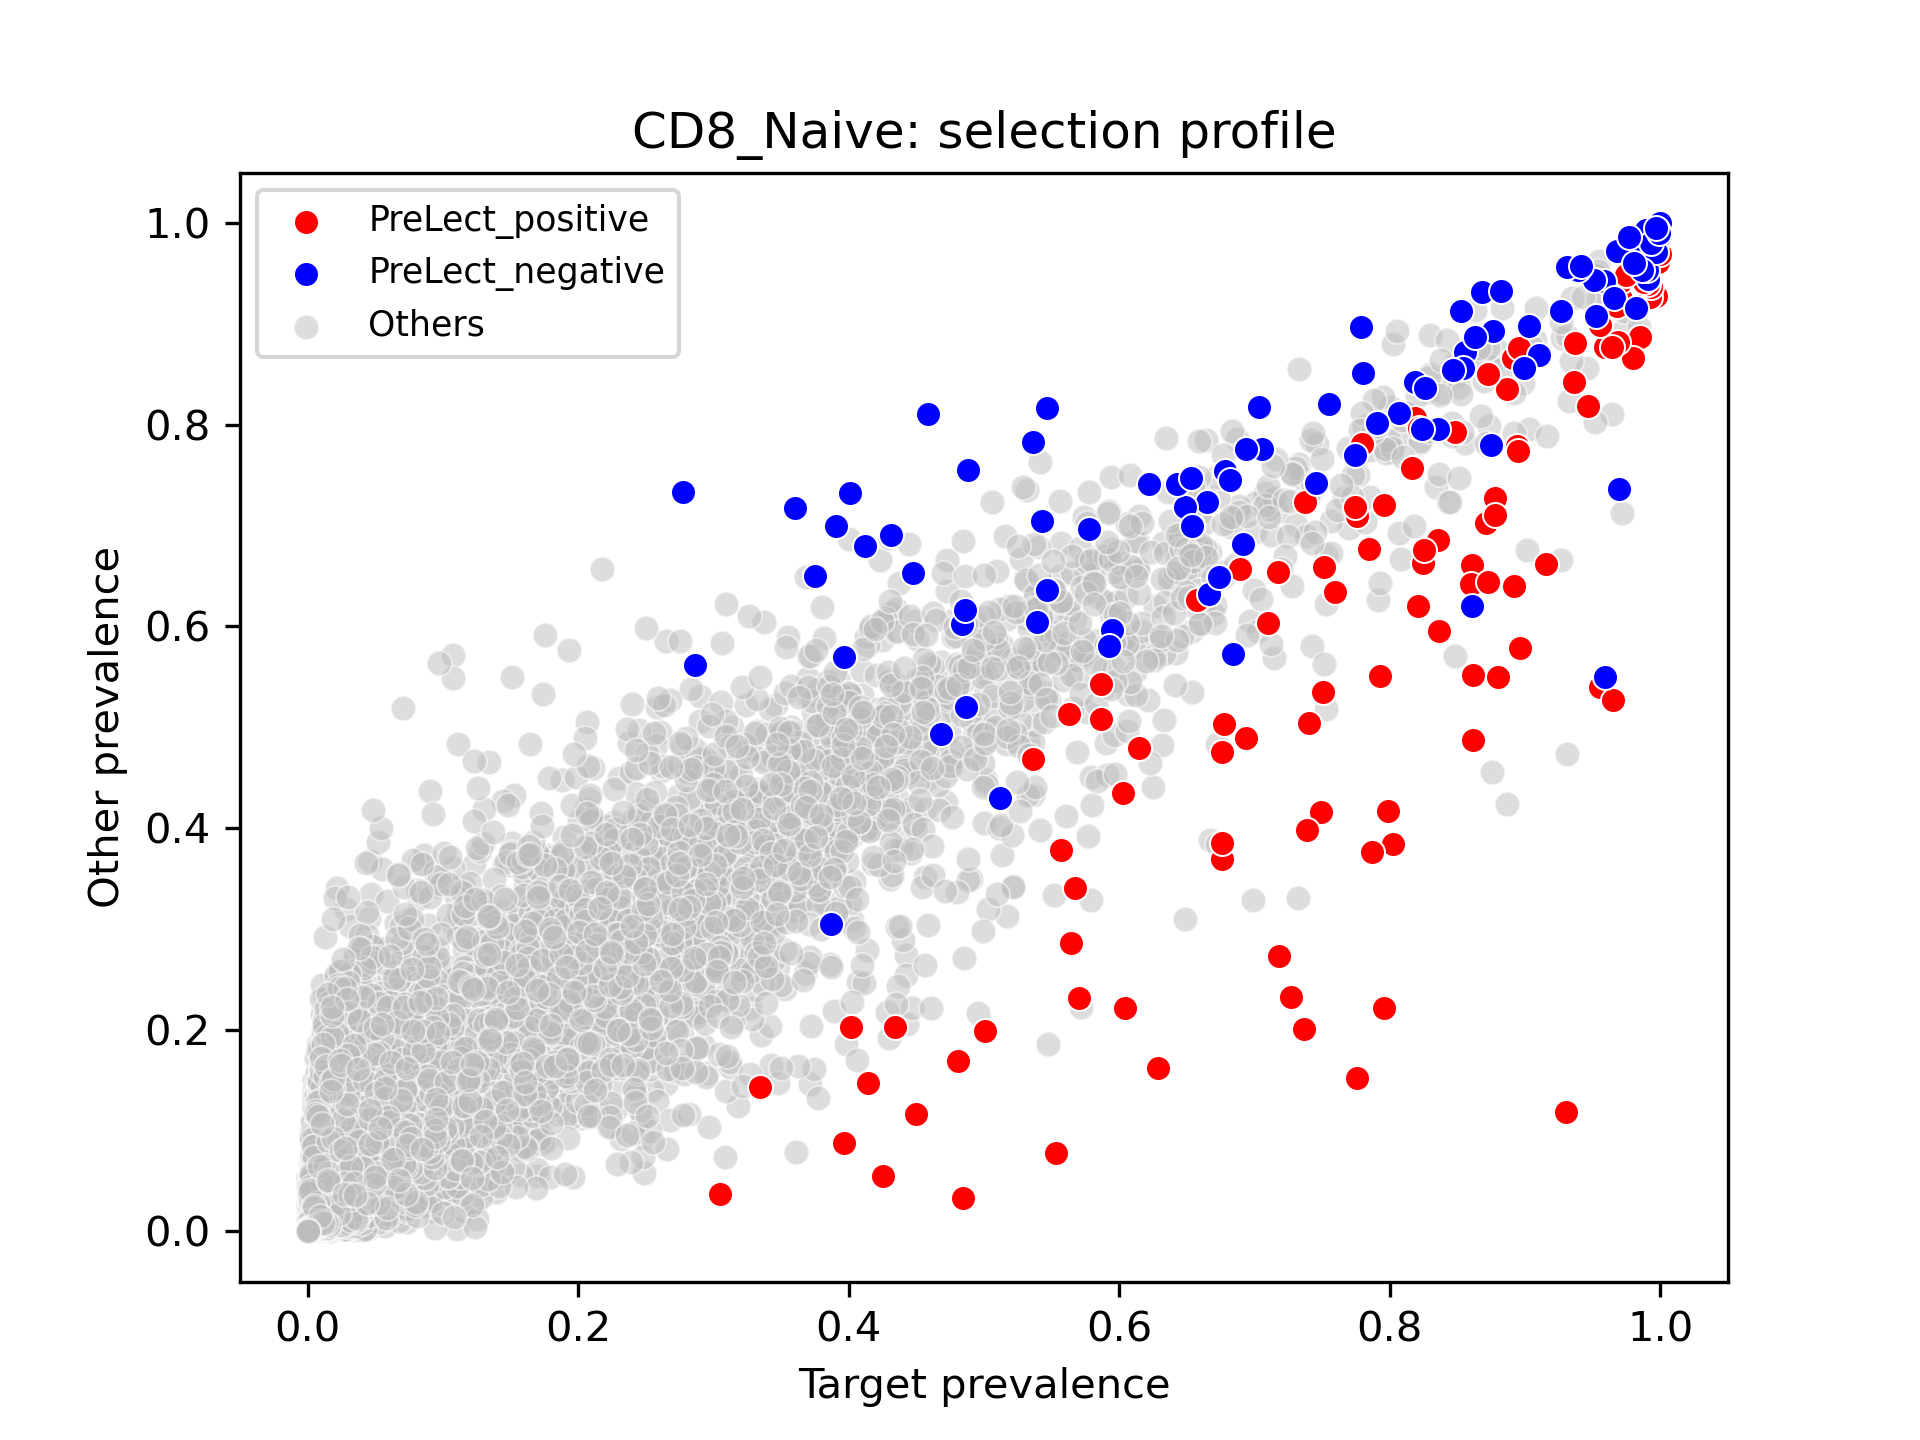 CD8_Naive: selection profile
PreLect_positive
PreLect_negative
Others
Other prevalence
1.0
0.8
0.6
0.4
0.2
0.0
0.0 0.2 0.4 0.6 0.8 1.0
Target prevalence